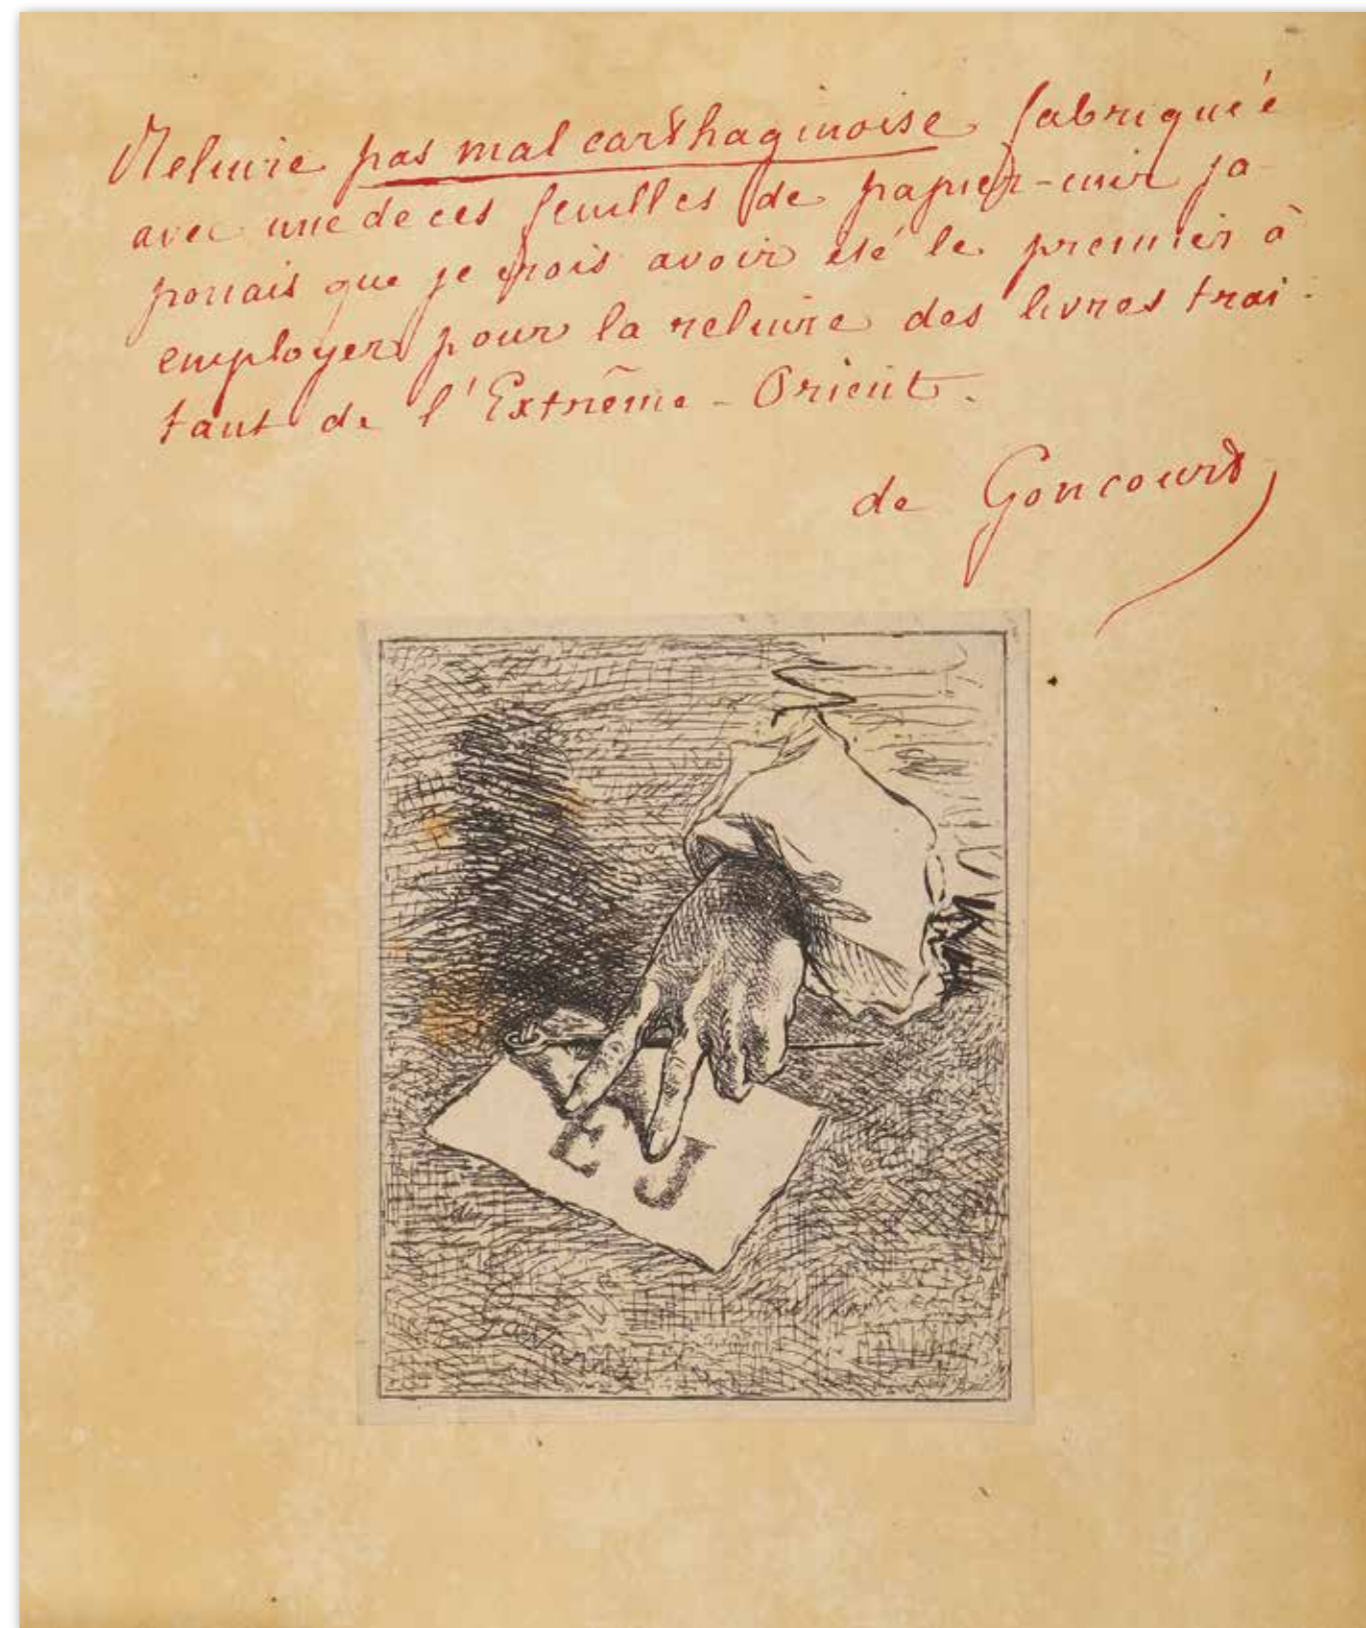 Reliure pas mal carthaginoise fabriquée
avec une de ces feuilles de papier-cuir ja-
ponais que je crois avoir été le premier à
employer pour la reliure des livres trai-
tant de l'Extrême-Orient.
de Goncourt
E J
Gavarni